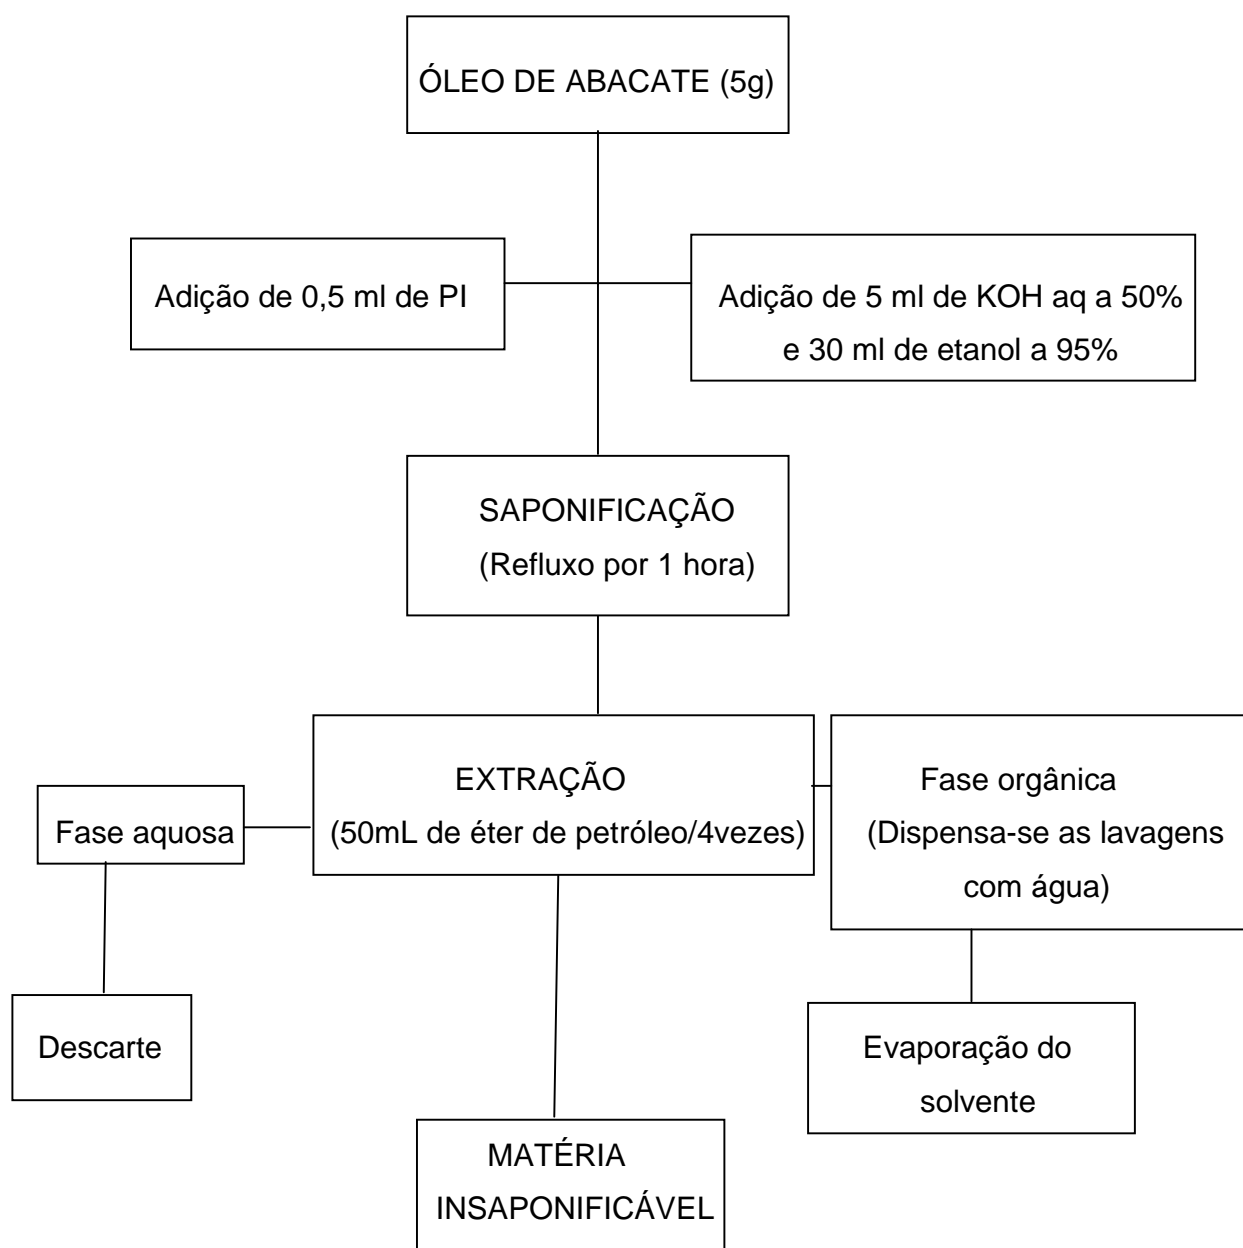 ÓLEO DE ABACATE (5g)
Adição de 0,5 ml de PI
Adição de 5 ml de KOH aq a 50%
e 30 ml de etanol a 95%
SAPONIFICAÇÃO
(Refluxo por 1 hora)
EXTRAÇÃO
(50mL de éter de petróleo/4vezes)
Fase orgânica
(Dispensa-se as lavagens
com água)
Fase aquosa
Descarte
Evaporação do
solvente
MATÉRIA
INSAPONIFICÁVEL